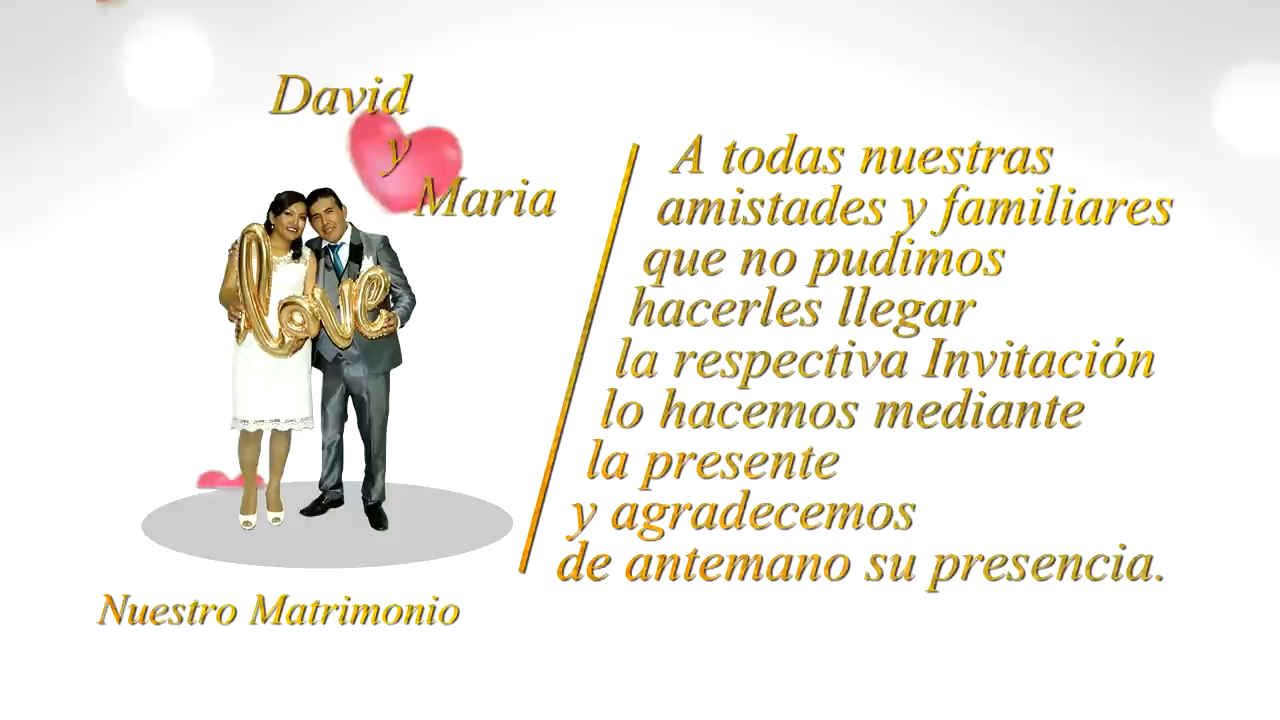 David
y
Maria
love
A todas nuestras
amistades y familiares
que no pudimos
hacerles llegar
la respectiva Invitación
lo hacemos mediante
la presente
y agradecemos
de antemano su presencia.
Nuestro Matrimonio